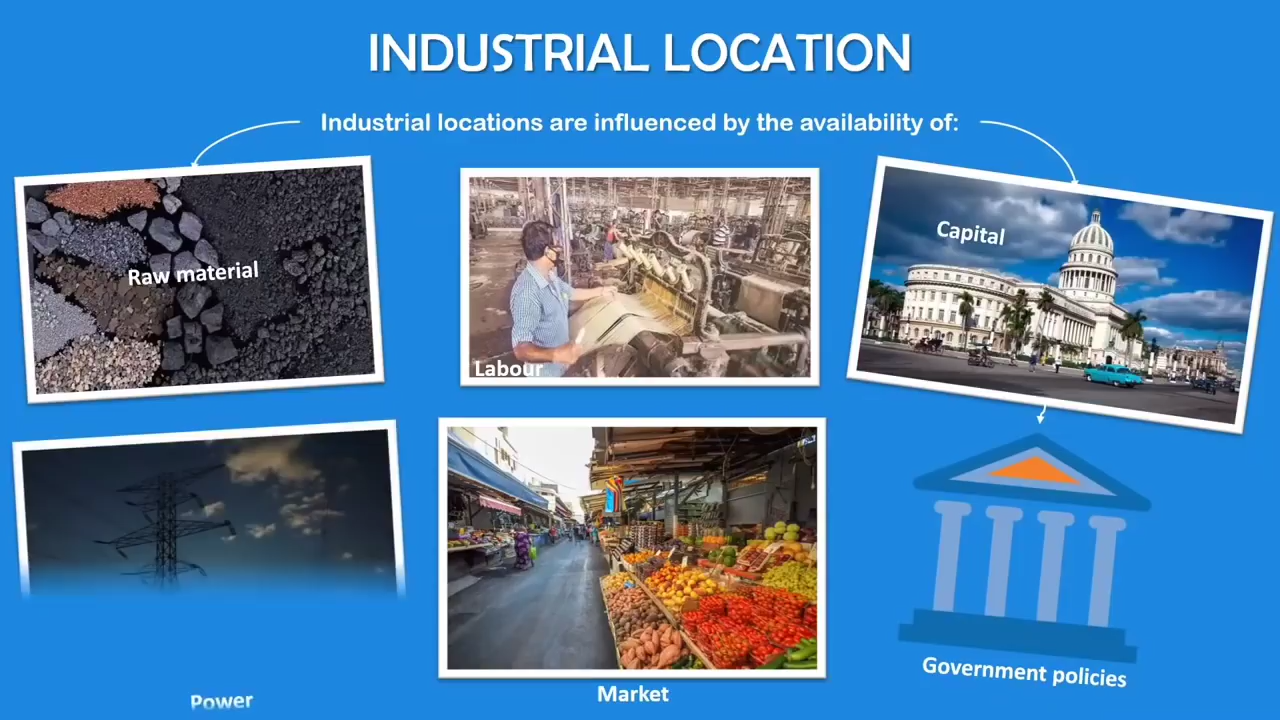 INDUSTRIAL LOCATION
Industrial locations are influenced by the availability of:
Raw material
Labour
Capital
Power
Market
Government policies